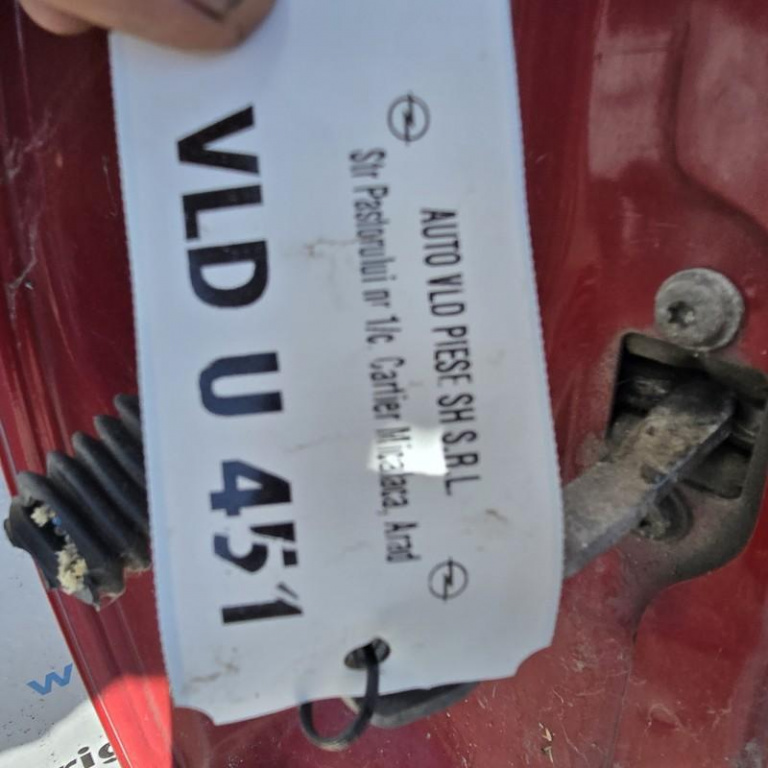 AUTO VLD PIESE SH S.R.L.
Str Pastorului nr 1/c, Cartier Micalaca, Arad
VLD U 451
w